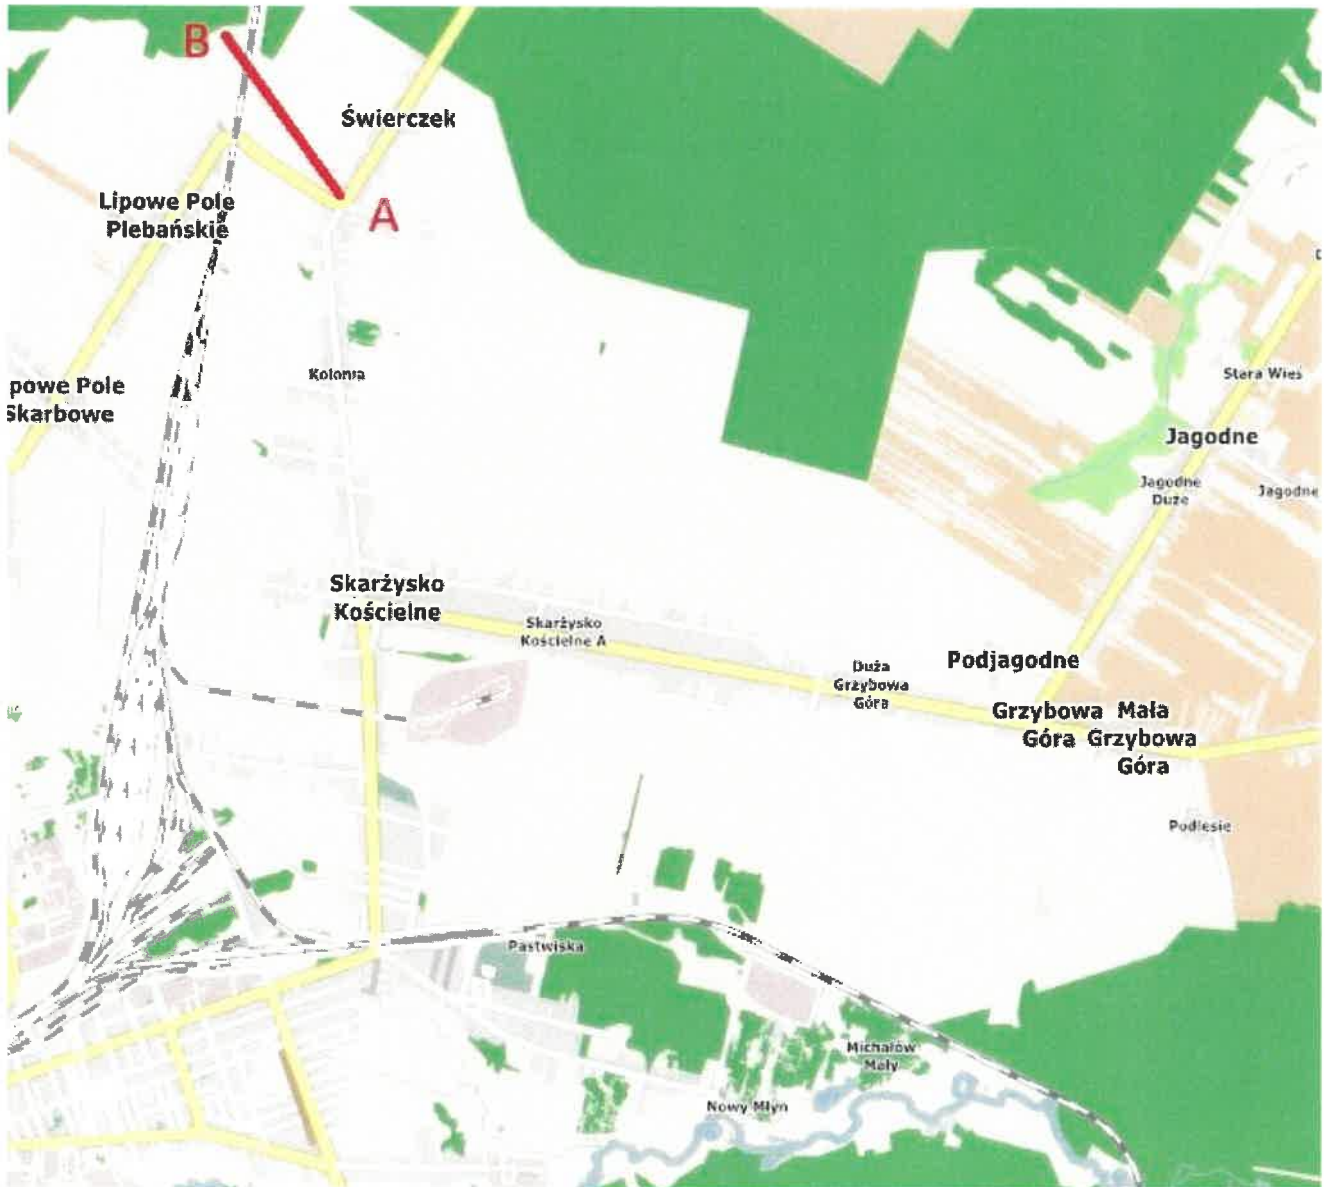 B
Świerczek
A
Lipowe Pole
Plebańskie
Kolonia
powe Pole
Skarbowe
Stara Wieś
Jagodne
Jagodne
Duże
Jagodne
Skarżysko
Kościelne
Skarżysko
Kościelne A
Podjagodne
Duża
Grzybowa
Góra
Grzybowa Mała
Góra Grzybowa
Góra
Podlesie
Pastwiska
Michałów
Mały
Nowy Młyn